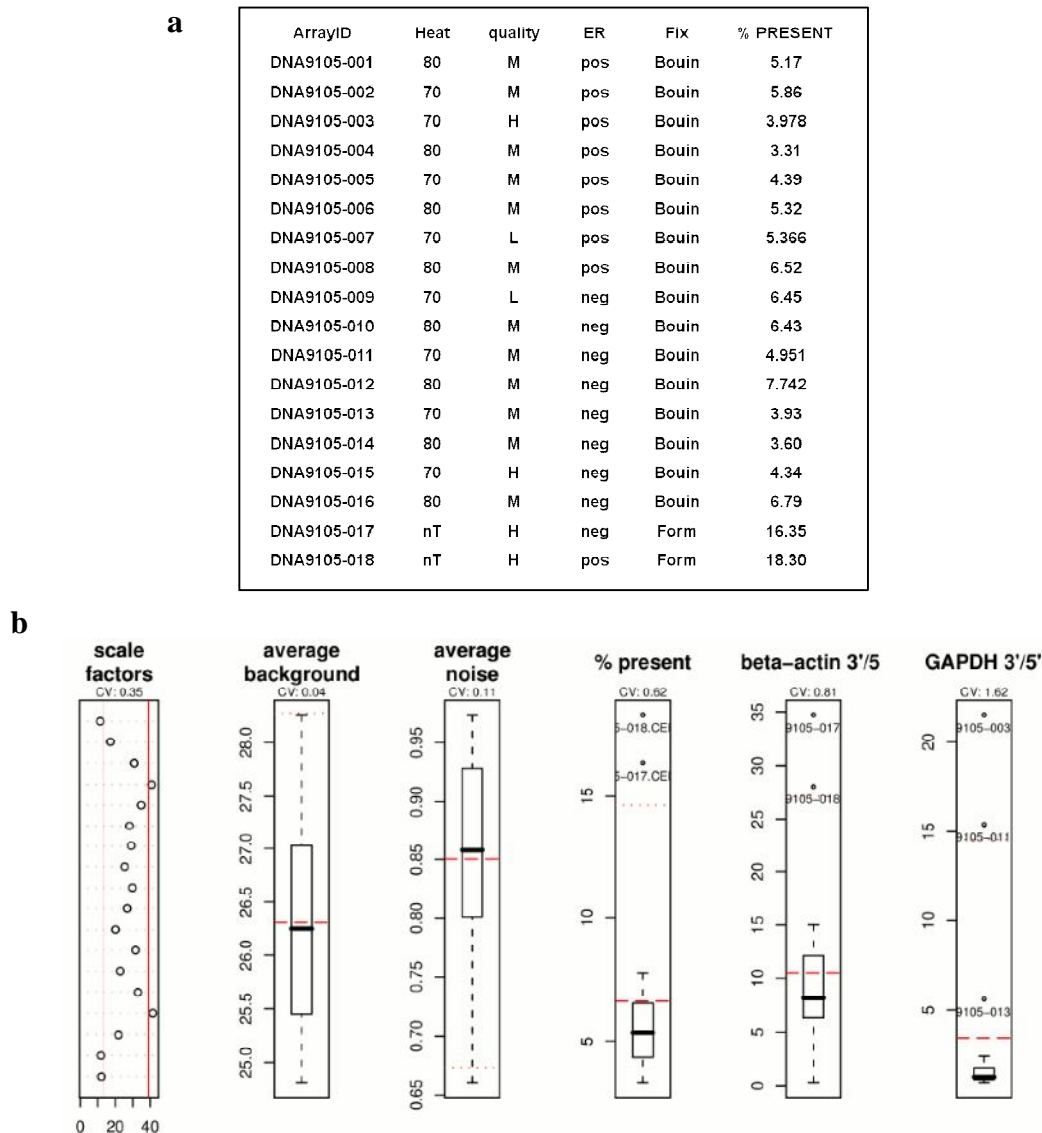 a
ArrayID Heat quality ER Fix % PRESENT
DNA9105-001 80 M pos Bouin 5.17
DNA9105-002 70 M pos Bouin 5.86
DNA9105-003 70 H pos Bouin 3.978
DNA9105-004 80 M pos Bouin 3.31
DNA9105-005 70 M pos Bouin 4.39
DNA9105-006 80 M pos Bouin 5.32
DNA9105-007 70 L pos Bouin 5.366
DNA9105-008 80 M pos Bouin 6.52
DNA9105-009 70 L neg Bouin 6.45
DNA9105-010 80 M neg Bouin 6.43
DNA9105-011 70 M neg Bouin 4.951
DNA9105-012 80 M neg Bouin 7.742
DNA9105-013 70 M neg Bouin 3.93
DNA9105-014 80 M neg Bouin 3.60
DNA9105-015 70 H neg Bouin 4.34
DNA9105-016 80 M neg Bouin 6.79
DNA9105-017 nT H neg Form 16.35
DNA9105-018 nT H pos Form 18.30
b
scale factors
CV: 0.35
0 20 40
average background
CV: 0.04
28.0
27.5
27.0
26.5
26.0
25.5
25.0
average noise
CV: 0.11
0.95
0.90
0.85
0.80
0.75
0.70
0.65
% present
CV: 0.62
5-018.CEI
5-017.CEI
15
10
5
beta-actin 3'/5
CV: 0.81
35
9105-017
30
9105-018
25
20
15
10
5
0
GAPDH 3'/5'
CV: 1.62
20
9105-003
15
9105-011
10
5
9105-013